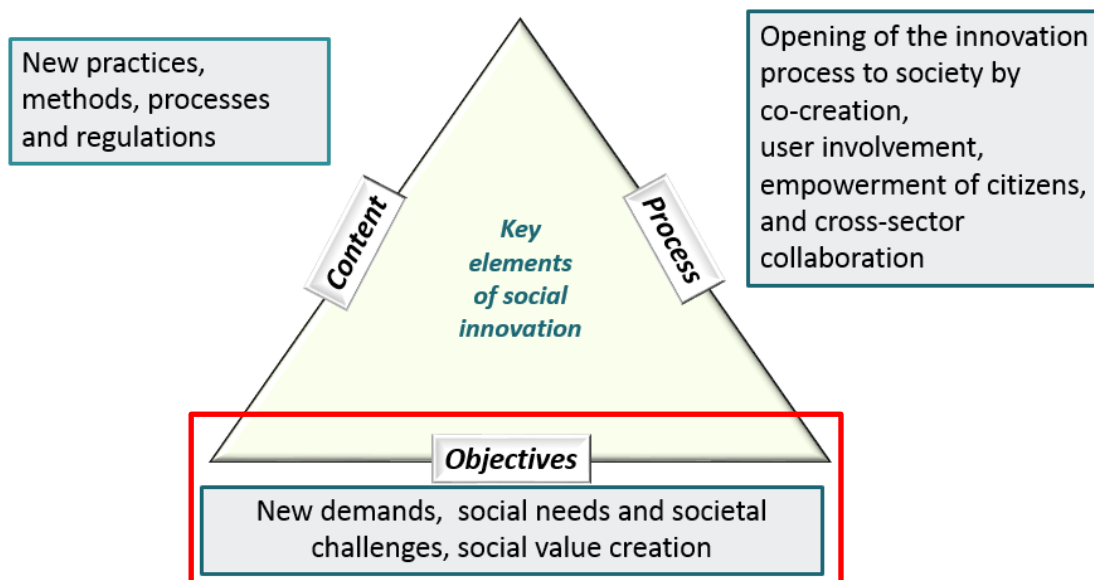 New practices,
methods, processes
and regulations
Opening of the innovation
process to society by
co-creation,
user involvement,
empowerment of citizens,
and cross-sector
collaboration
Content
Process
Key
elements
of social
innovation
Objectives
New demands, social needs and societal
challenges, social value creation